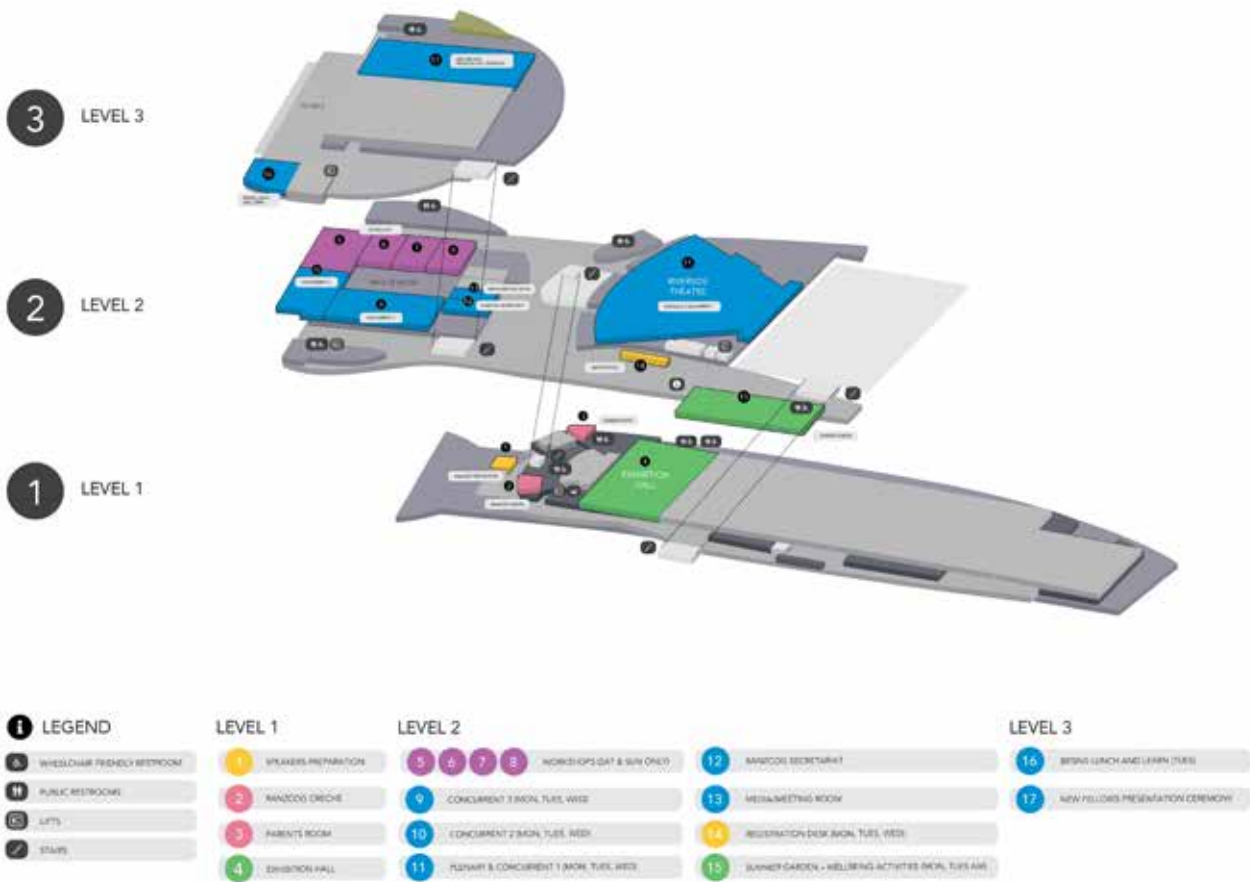 3 LEVEL 3
2 LEVEL 2
RIVERSIDE
THEATRE
1 LEVEL 1
EXHIBITION
HALL
LEGEND
WHEELCHAIR FRIENDLY RESTROOM
PUBLIC RESTROOMS
LIFTS
STAIRS
LEVEL 1
1 SPEAKERS PREPARATION
2 RANZCOG CRECHE
3 PARENTS ROOM
4 EXHIBITION HALL
LEVEL 2
5 6 7 8 WORKSHOPS (SAT & SUN ONLY)
9 CONCURRENT 3 (MON, TUES, WED)
10 CONCURRENT 2 (MON, TUES, WED)
11 PLENARY & CONCURRENT 1 (MON, TUES, WED)
12 RANZCOG SECRETARIAT
13 MEDIA/MEETING ROOM
14 REGISTRATION DESK (MON, TUES, WED)
15 SUMMER GARDEN + WELLBEING ACTIVITIES (MON, TUES AM)
LEVEL 3
16 BESINS LUNCH AND LEARN (TUES)
17 NEW FELLOWS PRESENTATION CEREMONY